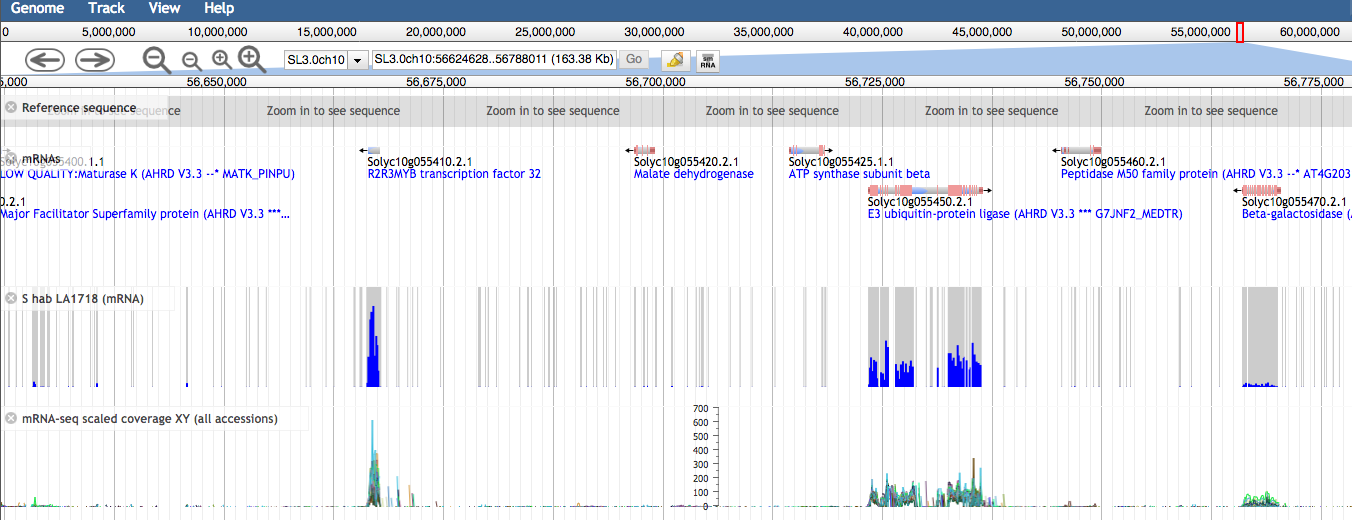 Genome Track View Help
0 5,000,000 10,000,000 15,000,000 20,000,000 25,000,000 30,000,000 35,000,000 40,000,000 45,000,000 50,000,000 55,000,000 60,000,000
SL3.0ch10 SL3.0ch10:56624628..56788011 (163.38 Kb) Go sm RNA
5,000 56,650,000 56,675,000 56,700,000 56,725,000 56,750,000 56,775,000
Reference sequence Zoom in to see sequence Zoom in to see sequence Zoom in to see sequence Zoom in to see sequence Zoom in to see sequence Zoom in to see sequence
mRNAs
Solyc10g055400.1.1 Solyc10g055410.2.1 Solyc10g055420.2.1 Solyc10g055425.1.1 Solyc10g055460.2.1
LOW QUALITY:Maturase K (AHRD V3.3 --* MATK_PINPU) R2R3MYB transcription factor 32 Malate dehydrogenase ATP synthase subunit beta Peptidase M50 family protein (AHRD V3.3 --* AT4G203
0.2.1 Solyc10g055450.2.1 Solyc10g055470.2.1
Major Facilitator Superfamily protein (AHRD V3.3 ***... E3 ubiquitin-protein ligase (AHRD V3.3 *** G7JNF2_MEDTR) Beta-galactosidase (
S hab LA1718 (mRNA)
mRNA-seq scaled coverage XY (all accessions)
700
600
500
400
300
200
100
0